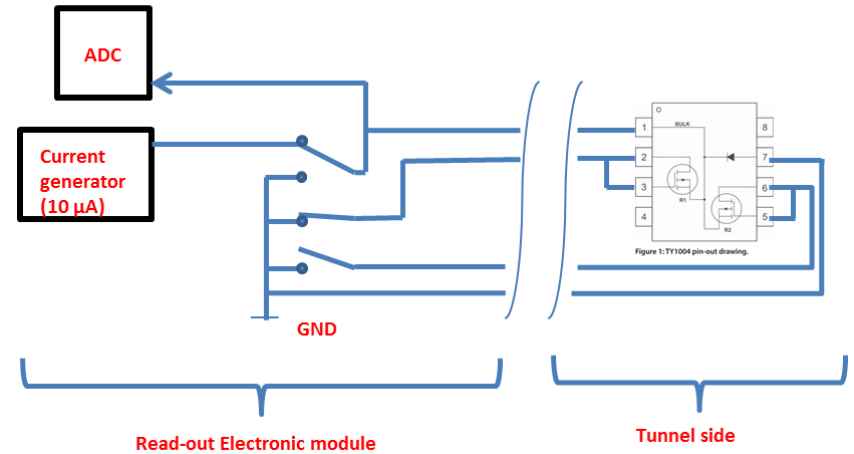 ADC
Current
generator
(10 µA)
GND
BULK
1
2
3
4
8
7
6
5
R1
R2
Figure 1: TY1004 pin-out drawing.
Read-out Electronic module
Tunnel side